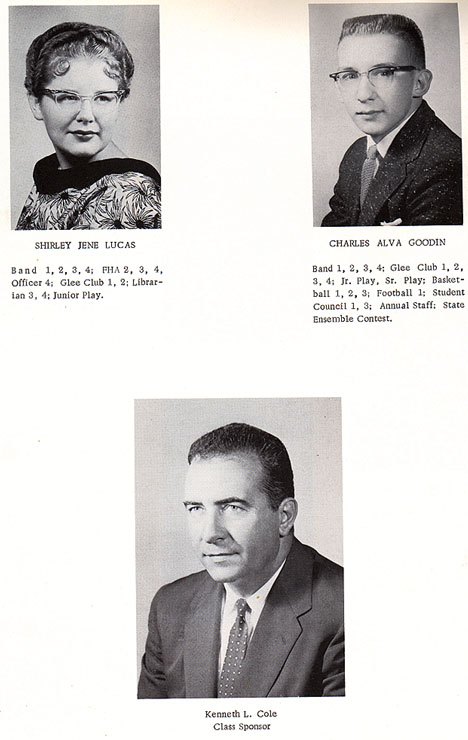 SHIRLEY JENE LUCAS
Band 1, 2, 3, 4; FHA 2, 3, 4,
Officer 4; Glee Club 1, 2; Librar-
ian 3, 4; Junior Play.
CHARLES ALVA GOODIN
Band 1, 2, 3, 4; Glee Club 1, 2,
3, 4; Jr. Play, Sr. Play; Basket-
ball 1, 2, 3; Football 1; Student
Council 1, 3; Annual Staff; State
Ensemble Contest.
Kenneth L. Cole
Class Sponsor